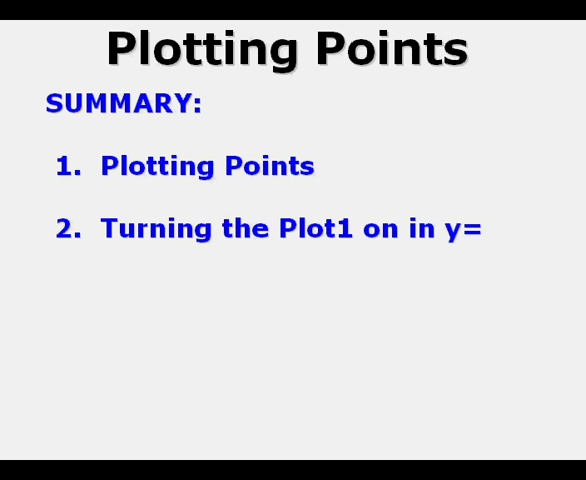 Plotting Points
SUMMARY:
1. Plotting Points
2. Turning the Plot1 on in y=